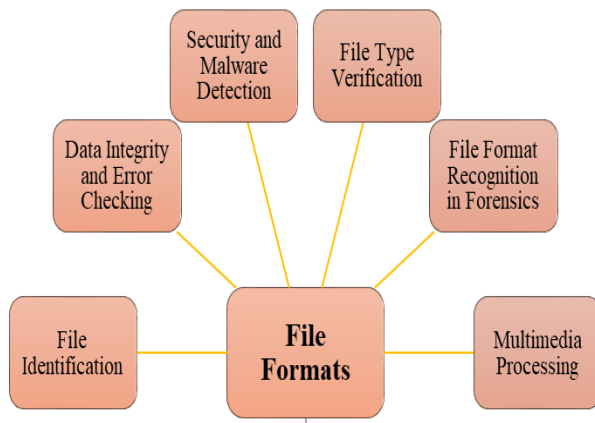 Security and
Malware
Detection
File Type
Verification
Data Integrity
and Error
Checking
File Format
Recognition
in Forensics
File
Identification
File
Formats
Multimedia
Processing